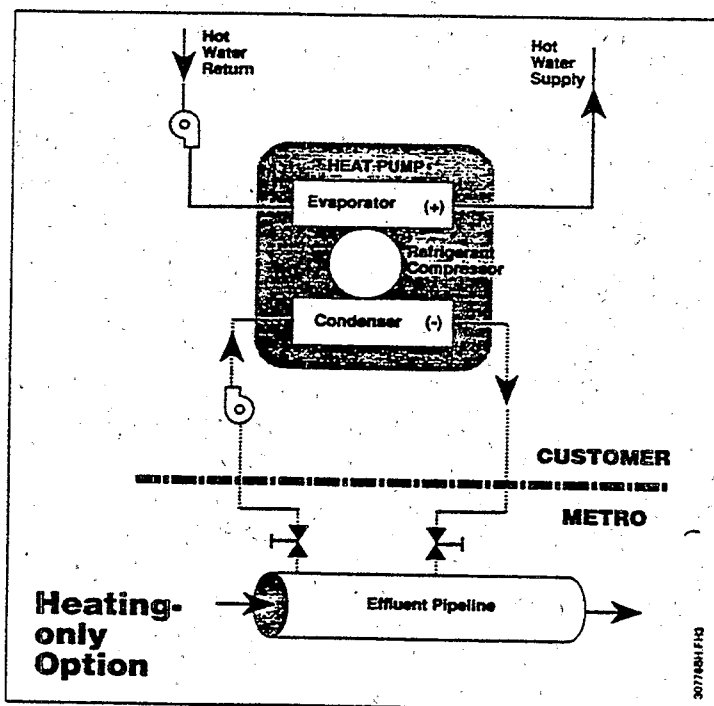 Hot
Water
Return
Hot
Water
Supply
HEAT PUMP
Evaporator (+)
Refrigerant
Compressor
Condenser (-)
CUSTOMER
METRO
Effluent Pipeline
Heating-
only
Option